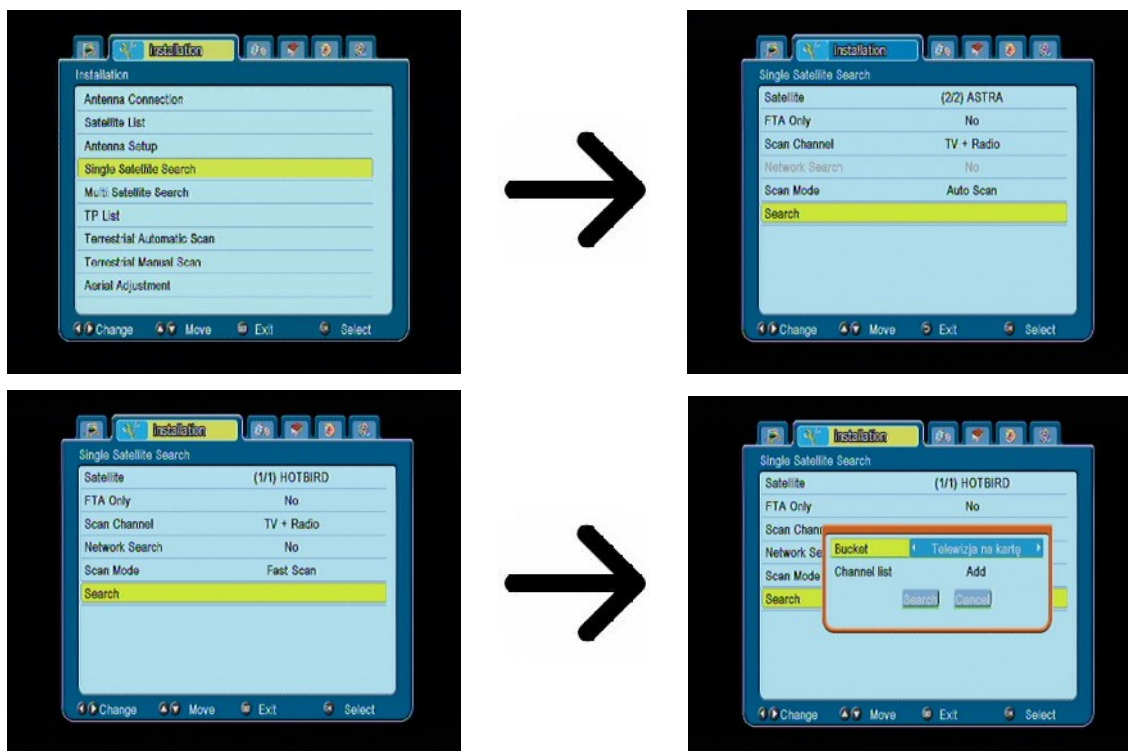 Installation
Installation
Antenna Connection
Satellite List
Antenna Setup
Single Satellite Search
Multi Satellite Search
TP List
Terrestrial Automatic Scan
Terrestrial Manual Scan
Aerial Adjustment
Change Move Exit Select
Installation
Single Satellite Search
Satellite (2/2) ASTRA
FTA Only No
Scan Channel TV + Radio
Network Search No
Scan Mode Auto Scan
Search
Change Move Exit Select
Installation
Single Satellite Search
Satellite (1/1) HOTBIRD
FTA Only No
Scan Channel TV + Radio
Network Search No
Scan Mode Fast Scan
Search
Change Move Exit Select
Installation
Single Satellite Search
Satellite (1/1) HOTBIRD
FTA Only No
Scan Chann
Network Se
Bucket Telewizja na kartę
Scan Mode
Channel list Add
Search
Search Cancel
Change Move Exit Select